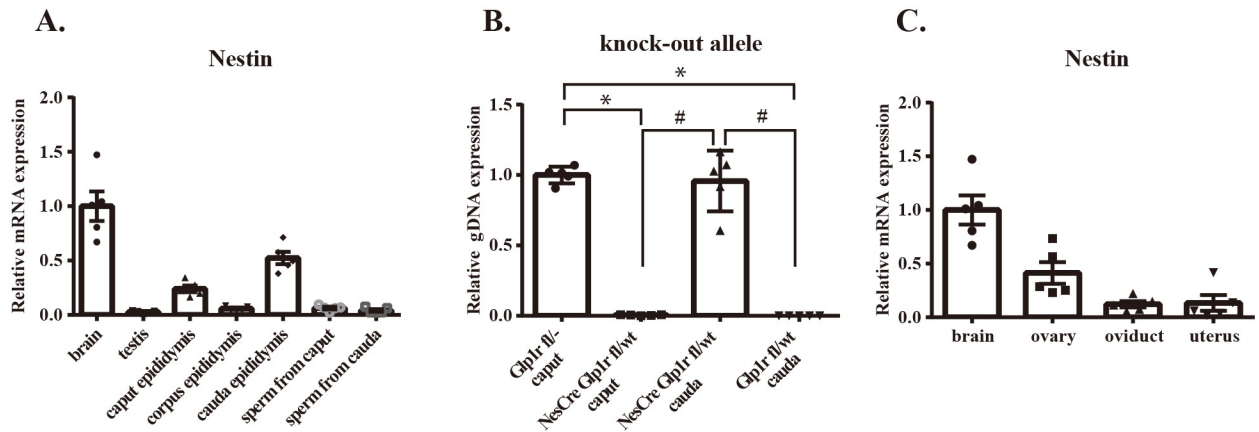 A.
Nestin
Relative mRNA expression
2.0
1.5
1.0
0.5
0.0
brain
testis
caput epididymis
corpus epididymis
cauda epididymis
sperm from caput
sperm from cauda
B.
knock-out allele
*
*
#
#
Relative gDNA expression
1.5
1.0
0.5
0.0
Glp1r fl/-
caput
NesCre Glp1r fl/wt
caput
NesCre Glp1r fl/wt
cauda
Glp1r fl/wt
cauda
C.
Nestin
Relative mRNA expression
2.0
1.5
1.0
0.5
0.0
brain
ovary
oviduct
uterus